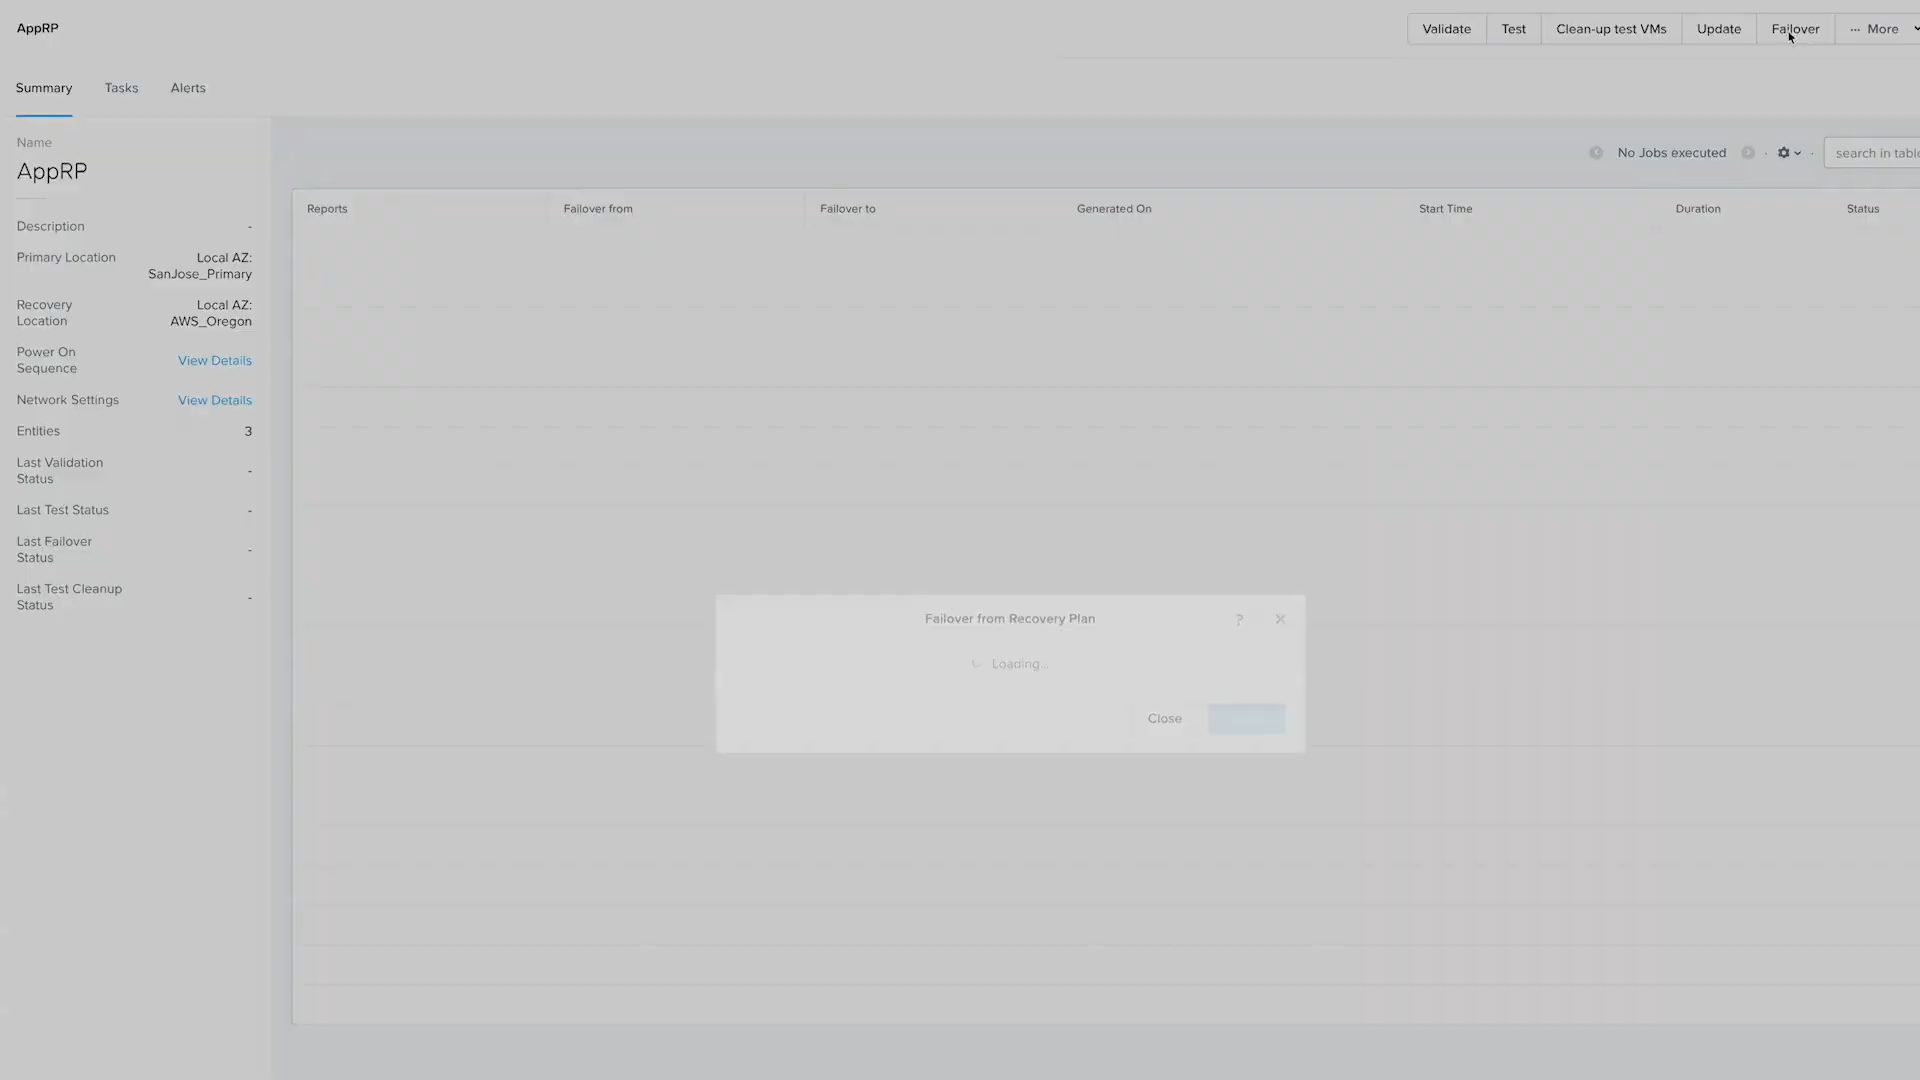 AppRP
Validate
Test
Clean-up test VMs
Update
Failover
··· More
Summary
Tasks
Alerts
Name
AppRP
No Jobs executed
search in table
Description
-
Primary Location
Local AZ:
SanJose_Primary
Recovery
Location
Local AZ:
AWS_Oregon
Power On
Sequence
View Details
Network Settings
View Details
Entities
3
Last Validation
Status
-
Last Test Status
-
Last Failover
Status
-
Last Test Cleanup
Status
-
Reports
Failover from
Failover to
Generated On
Start Time
Duration
Status
Failover from Recovery Plan
?
Loading...
Close